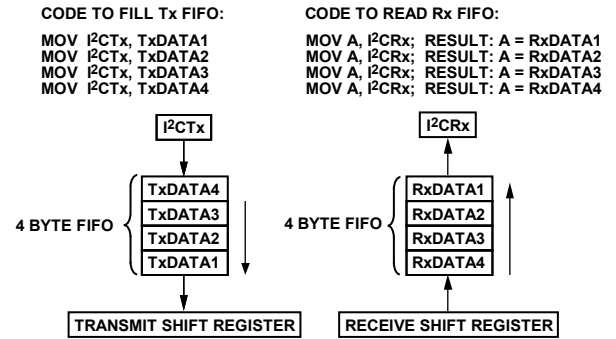 CODE TO FILL Tx FIFO:
MOV I²CTx, TxDATA1
MOV I²CTx, TxDATA2
MOV I²CTx, TxDATA3
MOV I²CTx, TxDATA4
I²CTx
4 BYTE FIFO
TxDATA4
TxDATA3
TxDATA2
TxDATA1
TRANSMIT SHIFT REGISTER
CODE TO READ Rx FIFO:
MOV A, I²CRx; RESULT: A = RxDATA1
MOV A, I²CRx; RESULT: A = RxDATA2
MOV A, I²CRx; RESULT: A = RxDATA3
MOV A, I²CRx; RESULT: A = RxDATA4
I²CRx
4 BYTE FIFO
RxDATA1
RxDATA2
RxDATA3
RxDATA4
RECEIVE SHIFT REGISTER